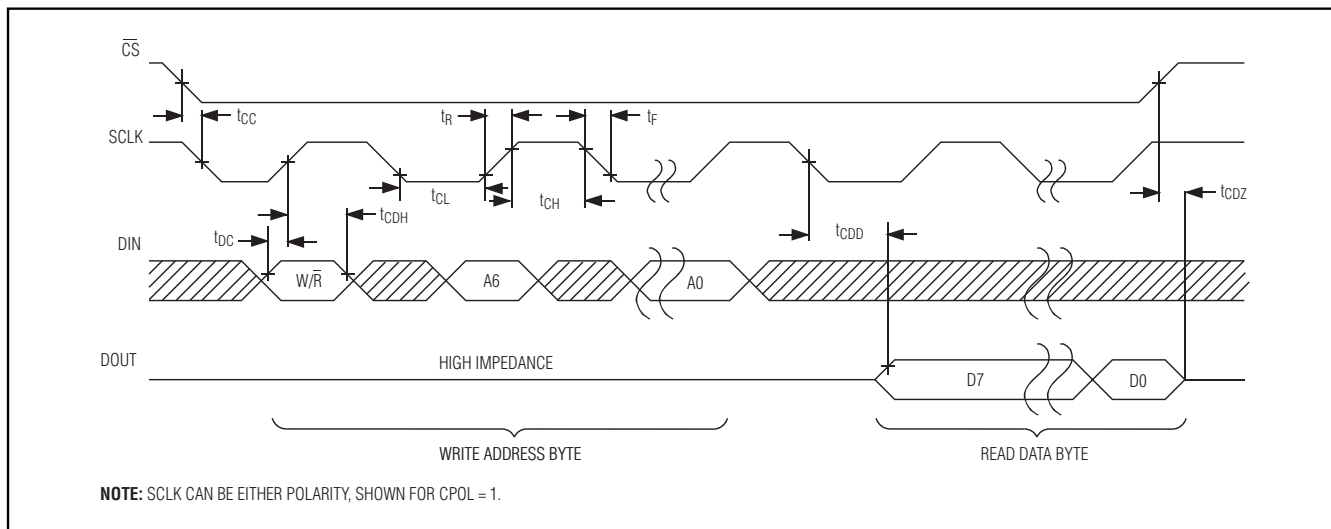 C̅S̅
tCC
tR
tF
SCLK
tCL
tCH
tCDZ
tCDH
tDC
tCDD
DIN
W/R̅
A6
A0
DOUT
HIGH IMPEDANCE
D7
D0
WRITE ADDRESS BYTE
READ DATA BYTE
NOTE: SCLK CAN BE EITHER POLARITY, SHOWN FOR CPOL = 1.